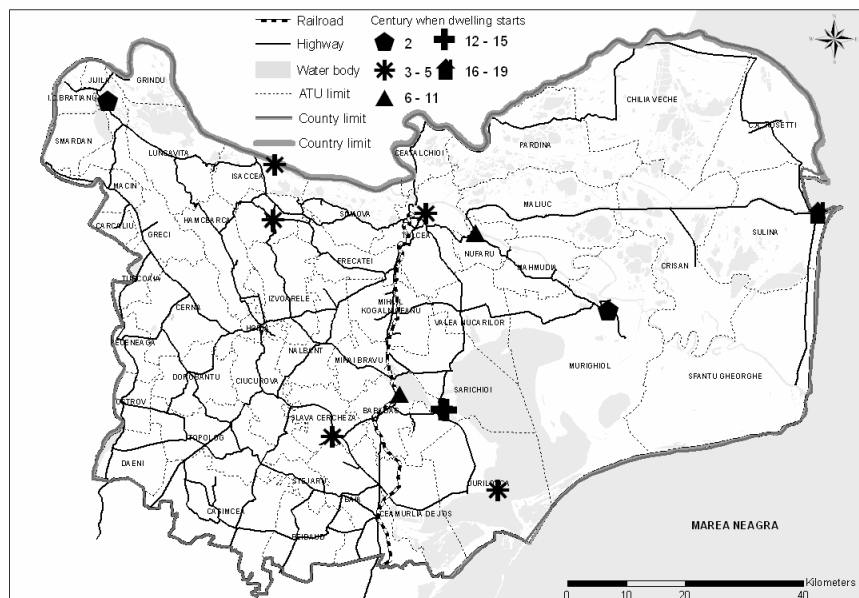 Railroad
Highway
Water body
ATU limit
County limit
Country limit
Century when dwelling starts
2
12 - 15
3 - 5
16 - 19
6 - 11
JIJILA
GRINDU
I.C.BRATIANU
SMARDAN
LUNCAVITA
ISACCEA
MACIN
CARCALIU
GRECI
HAMCEARCA
SOMOVA
FRECATEI
TULCEA
CEATALCHIOI
PARDINA
CHILIA VECHE
C.A. ROSETTI
MALIUC
SULINA
CRISAN
NUFARU
MAHMUDIA
TURCOAIA
CERNA
IZVOARELE
HORIA
MIHAIL
KOGALNICEANU
VALEA NUCARILOR
MURIGHIOL
SFANTU GHEORGHE
PECENEAGA
DOROBANTU
CIUCUROVA
NALBANT
MIHAI BRAVU
SARICHIOI
OSTROV
TOPOLOG
SLAVA CERCHEZA
BABADAG
DAENI
CASIMCEA
STEJARU
BAIA
BEIDAUD
CEAMURLIA DE JOS
JURILOVCA
MAREA NEAGRA
Kilometers
0
10
20
40